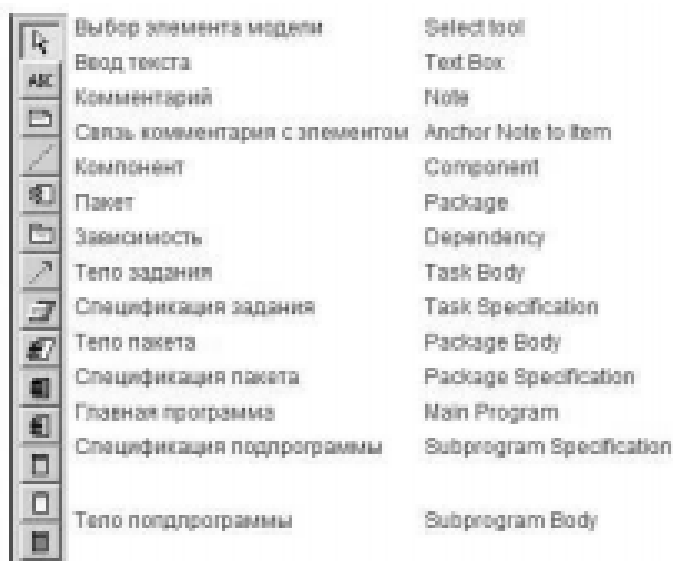 Выбор элемента модели Select tool
ABC Ввод текста Text Box
Комментарий Note
Связь комментария с элементом Anchor Note to Item
Компонент Component
Пакет Package
Зависимость Dependency
Тело задания Task Body
Спецификация задания Task Specification
Тело пакета Package Body
Спецификация пакета Package Specification
Главная программа Main Program
Спецификация подпрограммы Subprogram Specification
Тело попдпрограммы Subprogram Body